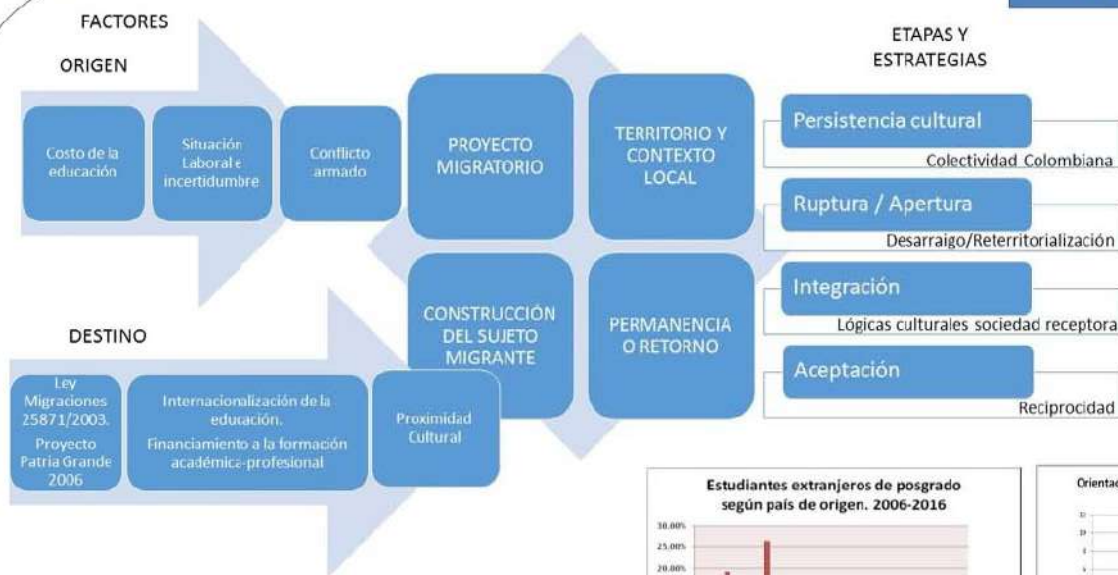 FACTORES
ORIGEN
Costo de la
educación
Situación
Laboral e
incertidumbre
Conflicto
armado
DESTINO
Ley
Migraciones
25871/2003.
Proyecto
Patria Grande
2006
Internacionalización de la
educación.
Financiamiento a la formación
académica-profesional
Proximidad
Cultural
PROYECTO
MIGRATORIO
TERRITORIO Y
CONTEXTO
LOCAL
CONSTRUCCIÓN
DEL SUJETO
MIGRANTE
PERMANENCIA
O RETORNO
ETAPAS Y
ESTRATEGIAS
Persistencia cultural
Colectividad Colombiana
Ruptura / Apertura
Desarraigo/Reterritorialización
Integración
Lógicas culturales sociedad receptora
Aceptación
Reciprocidad
Estudiantes extranjeros de posgrado
según país de origen. 2006-2016
30.00%
25.00%
20.00%